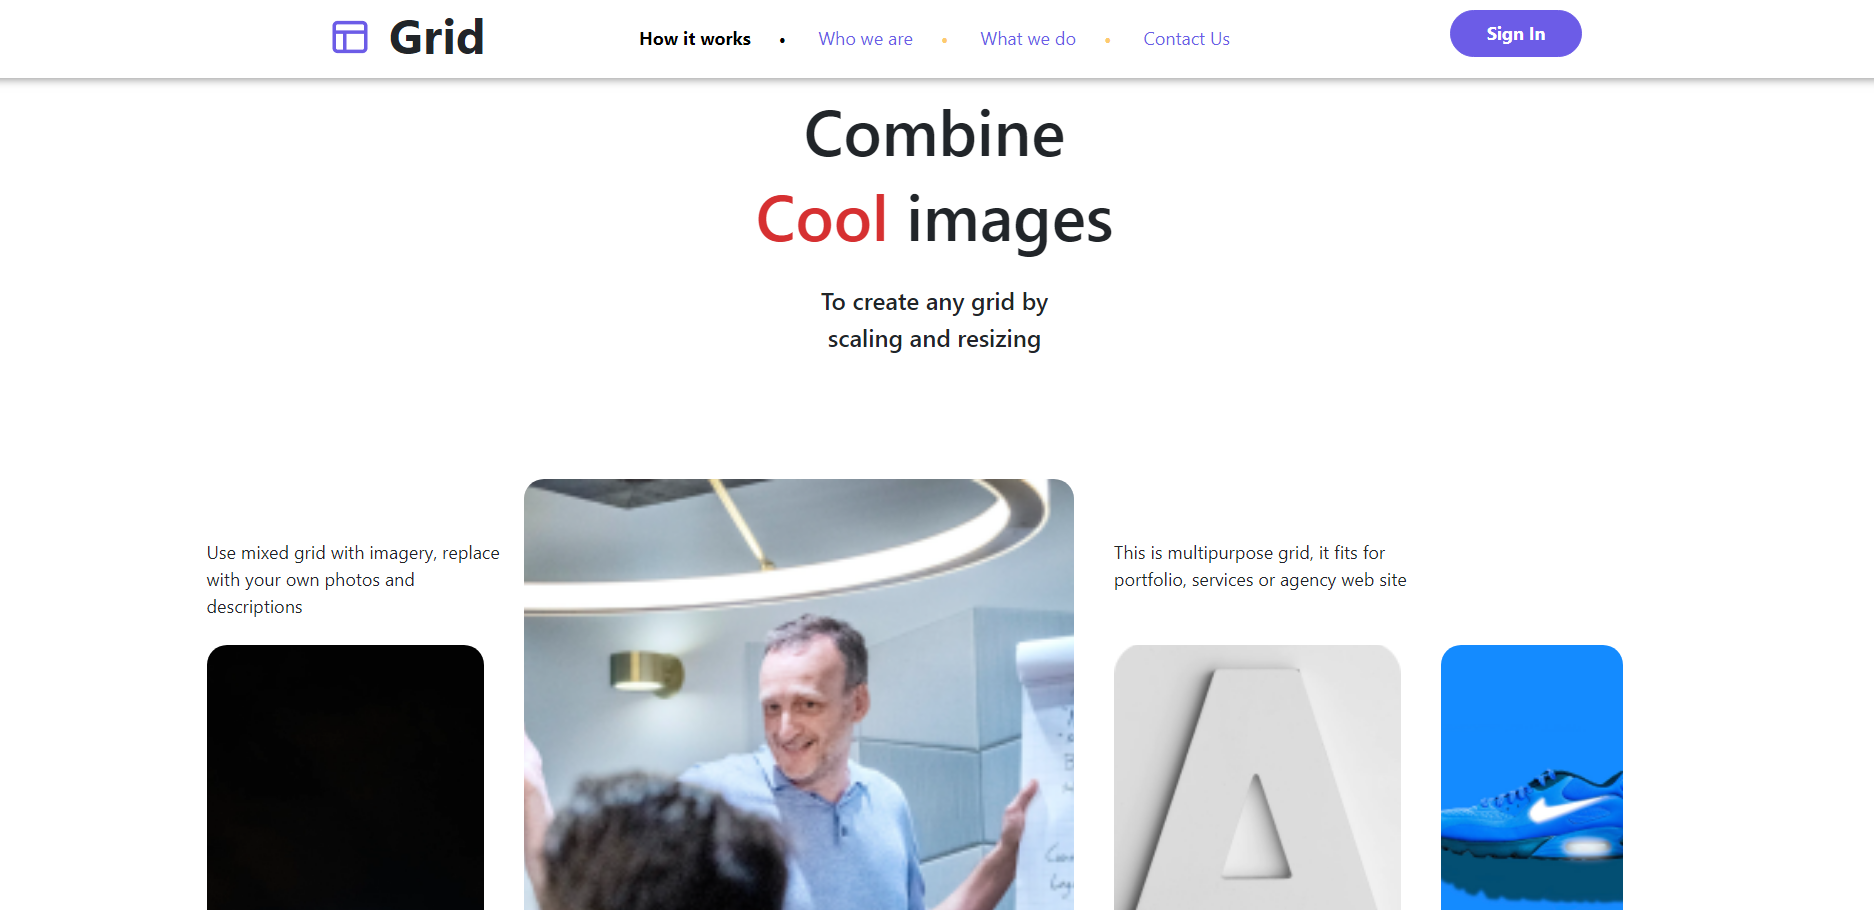 Grid
How it works • Who we are • What we do • Contact Us
Sign In
Combine
Cool images
To create any grid by
scaling and resizing
Use mixed grid with imagery, replace
with your own photos and
descriptions
This is multipurpose grid, it fits for
portfolio, services or agency web site
A